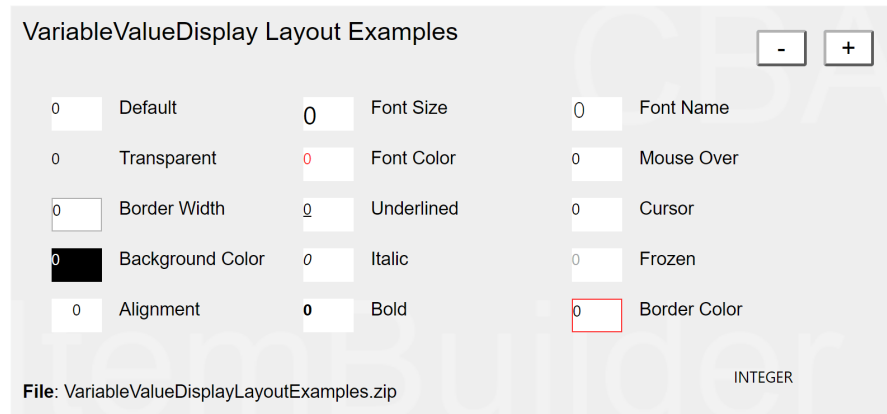 VariableValueDisplay Layout Examples
- +
0 Default 0 Font Size 0 Font Name
0 Transparent 0 Font Color 0 Mouse Over
0 Border Width 0 Underlined 0 Cursor
0 Background Color 0 Italic 0 Frozen
0 Alignment 0 Bold 0 Border Color
INTEGER
File: VariableValueDisplayLayoutExamples.zip
CBA
ItemBuilder